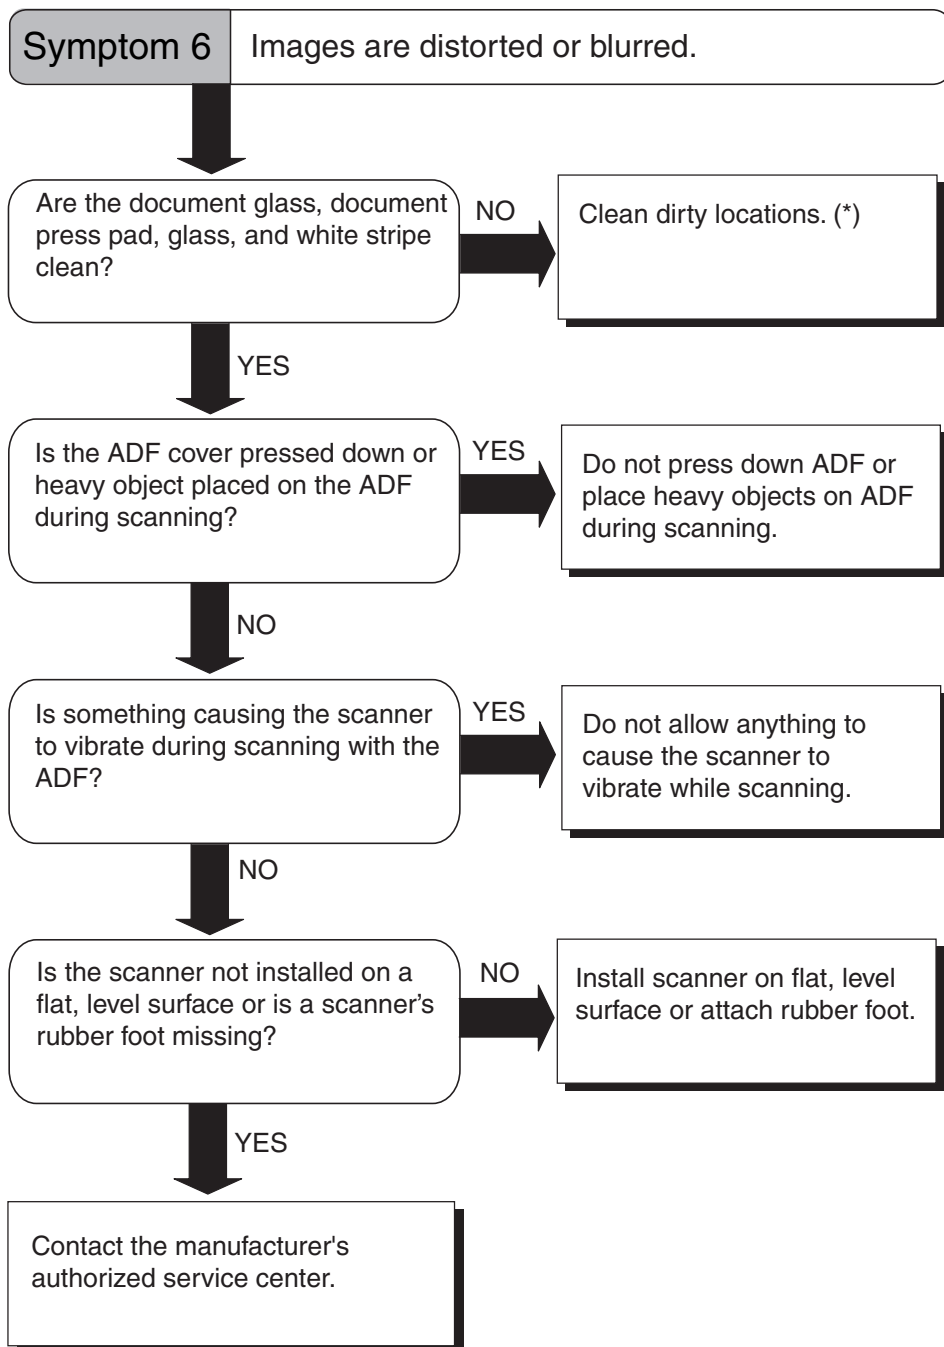 Symptom 6
Images are distorted or blurred.
Are the document glass, document
press pad, glass, and white stripe
clean?
NO
Clean dirty locations. (*)
YES
Is the ADF cover pressed down or
heavy object placed on the ADF
during scanning?
YES
Do not press down ADF or
place heavy objects on ADF
during scanning.
NO
Is something causing the scanner
to vibrate during scanning with the
ADF?
YES
Do not allow anything to
cause the scanner to
vibrate while scanning.
NO
Is the scanner not installed on a
flat, level surface or is a scanner's
rubber foot missing?
NO
Install scanner on flat, level
surface or attach rubber foot.
YES
Contact the manufacturer's
authorized service center.